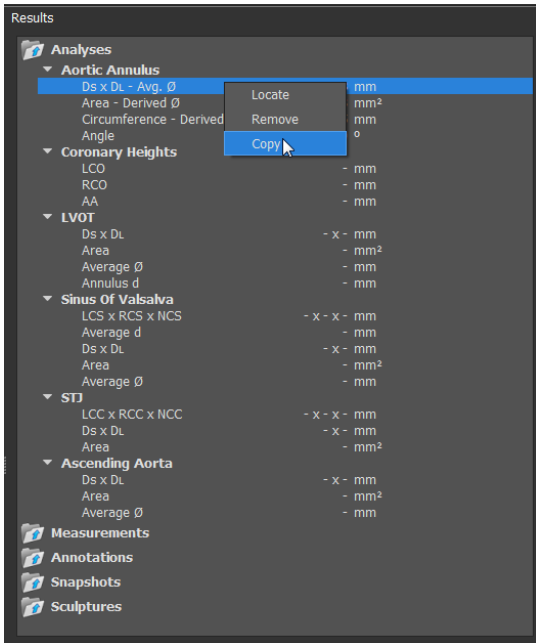 Results
Analyses
Aortic Annulus
Ds x DL - Avg. Ø mm
Area - Derived Ø mm²
Circumference - Derived mm
Angle °
Locate
Remove
Copy
Coronary Heights
LCO - mm
RCO - mm
AA - mm
LVOT
Ds x DL - x - mm
Area - mm²
Average Ø - mm
Annulus d - mm
Sinus Of Valsalva
LCS x RCS x NCS - x - x - mm
Average d - mm
Ds x DL - x - mm
Area - mm²
Average Ø - mm
STJ
LCC x RCC x NCC - x - x - mm
Ds x DL - x - mm
Area - mm²
Ascending Aorta
Ds x DL - x - mm
Area - mm²
Average Ø - mm
Measurements
Annotations
Snapshots
Sculptures